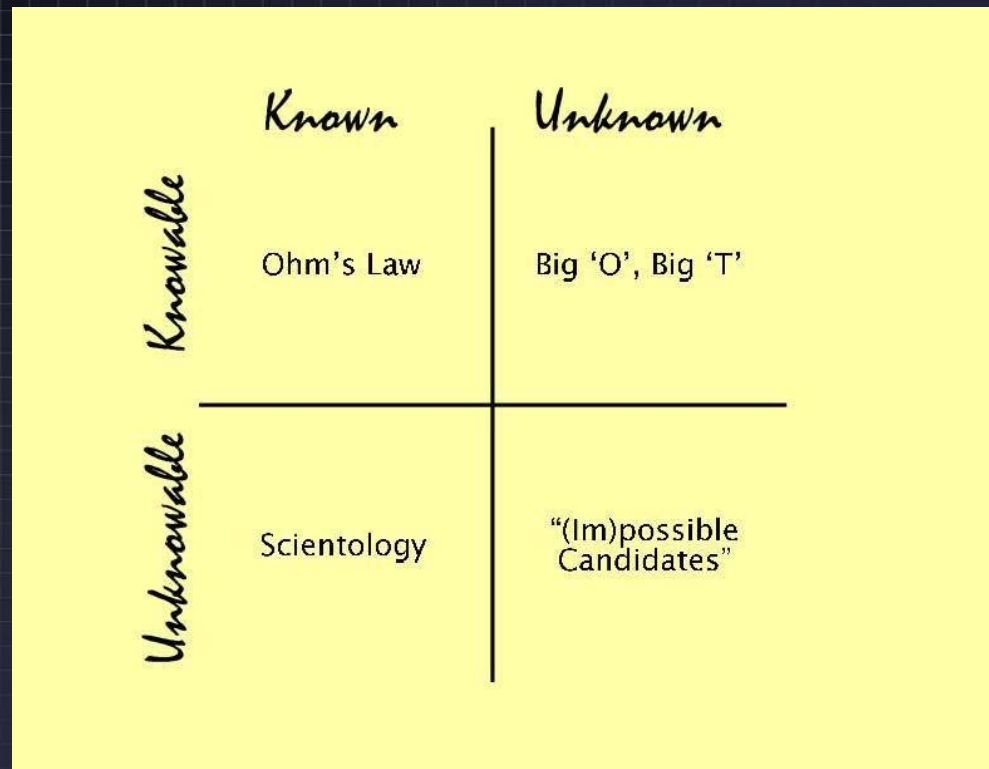 Known Unknown
Knowable
Ohm’s Law Big ‘O’, Big ‘T’
Unknowable
Scientology “(Im)possible
Candidates”